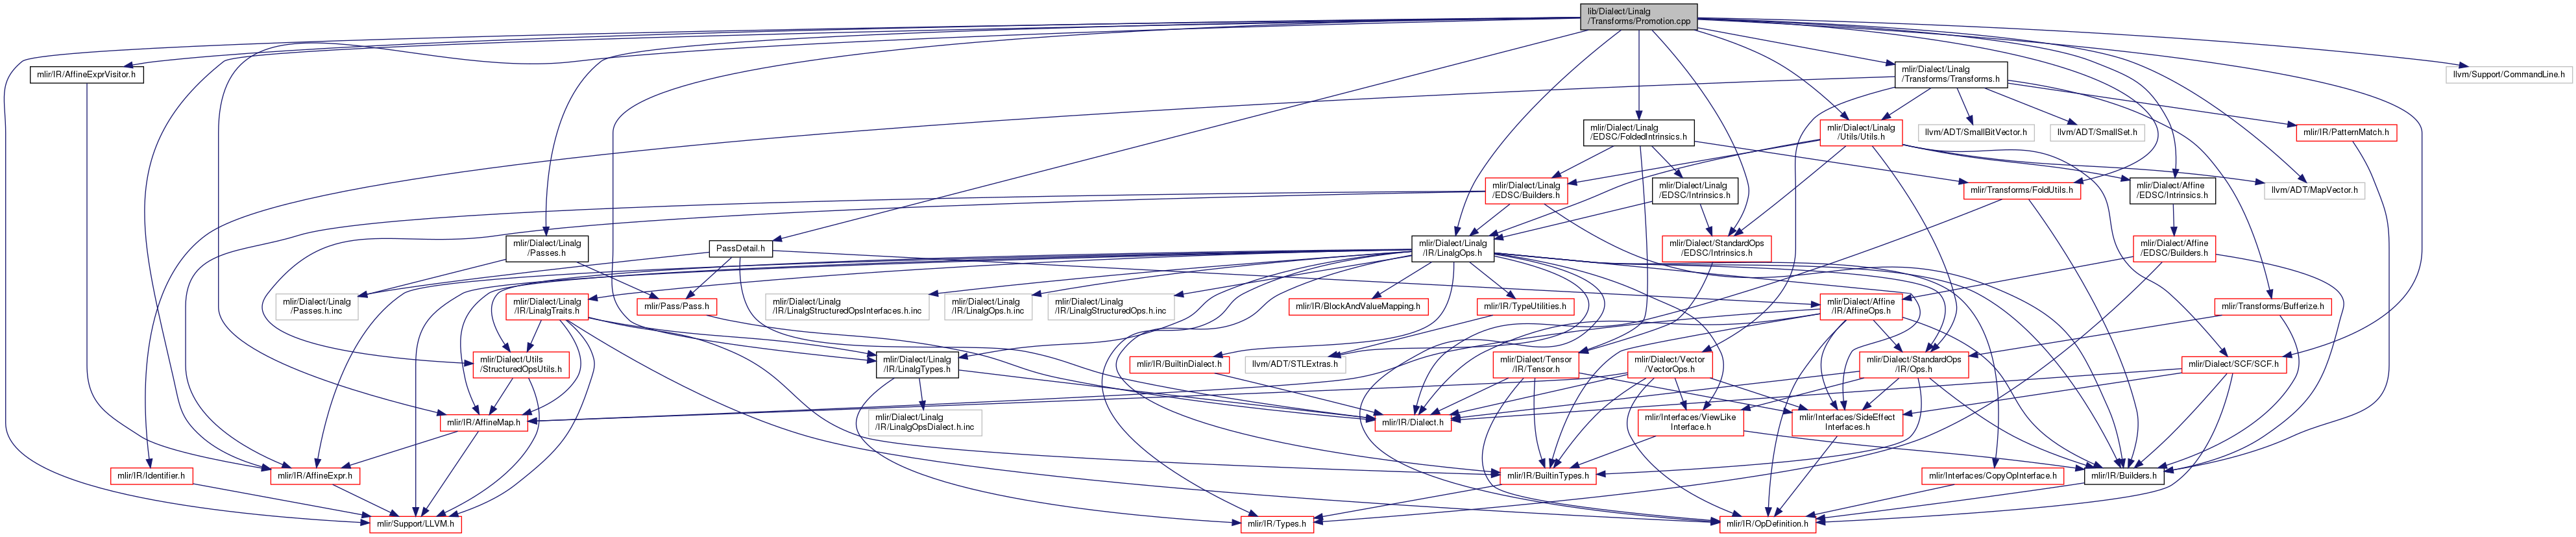 lib/Dialect/Linalg
/Transforms/Promotion.cpp
mlir/IR/AffineExprVisitor.h
mlir/Dialect/Linalg
/Transforms/Transforms.h
llvm/Support/CommandLine.h
mlir/Dialect/Linalg
/EDSC/FoldedIntrinsics.h
mlir/Dialect/Linalg
/Utils/Utils.h
llvm/ADT/SmallBitVector.h
llvm/ADT/SmallSet.h
mlir/IR/PatternMatch.h
mlir/Dialect/Linalg
/EDSC/Builders.h
mlir/Dialect/Linalg
/EDSC/Intrinsics.h
mlir/Transforms/FoldUtils.h
mlir/Dialect/Affine
/EDSC/Intrinsics.h
llvm/ADT/MapVector.h
mlir/Dialect/Linalg
/Passes.h
PassDetail.h
mlir/Dialect/Linalg
/IR/LinalgOps.h
mlir/Dialect/StandardOps
/EDSC/Intrinsics.h
mlir/Dialect/Affine
/EDSC/Builders.h
mlir/Dialect/Linalg
/Passes.h.inc
mlir/Dialect/Linalg
/IR/LinalgTraits.h
mlir/Pass/Pass.h
mlir/Dialect/Linalg
/IR/LinalgStructuredOpsInterfaces.h.inc
mlir/Dialect/Linalg
/IR/LinalgOps.h.inc
mlir/Dialect/Linalg
/IR/LinalgStructuredOps.h.inc
mlir/IR/BlockAndValueMapping.h
mlir/IR/TypeUtilities.h
mlir/Dialect/Affine
/IR/AffineOps.h
mlir/Transforms/Bufferize.h
mlir/Dialect/Utils
/StructuredOpsUtils.h
mlir/Dialect/Linalg
/IR/LinalgTypes.h
mlir/IR/BuiltinDialect.h
llvm/ADT/STLExtras.h
mlir/Dialect/Tensor
/IR/Tensor.h
mlir/Dialect/Vector
/VectorOps.h
mlir/Dialect/StandardOps
/IR/Ops.h
mlir/Dialect/SCF/SCF.h
mlir/IR/AffineMap.h
mlir/Dialect/Linalg
/IR/LinalgOpsDialect.h.inc
mlir/IR/Dialect.h
mlir/Interfaces/ViewLike
Interface.h
mlir/Interfaces/SideEffect
Interfaces.h
mlir/IR/Identifier.h
mlir/IR/AffineExpr.h
mlir/IR/BuiltinTypes.h
mlir/Interfaces/CopyOpInterface.h
mlir/IR/Builders.h
mlir/Support/LLVM.h
mlir/IR/Types.h
mlir/IR/OpDefinition.h